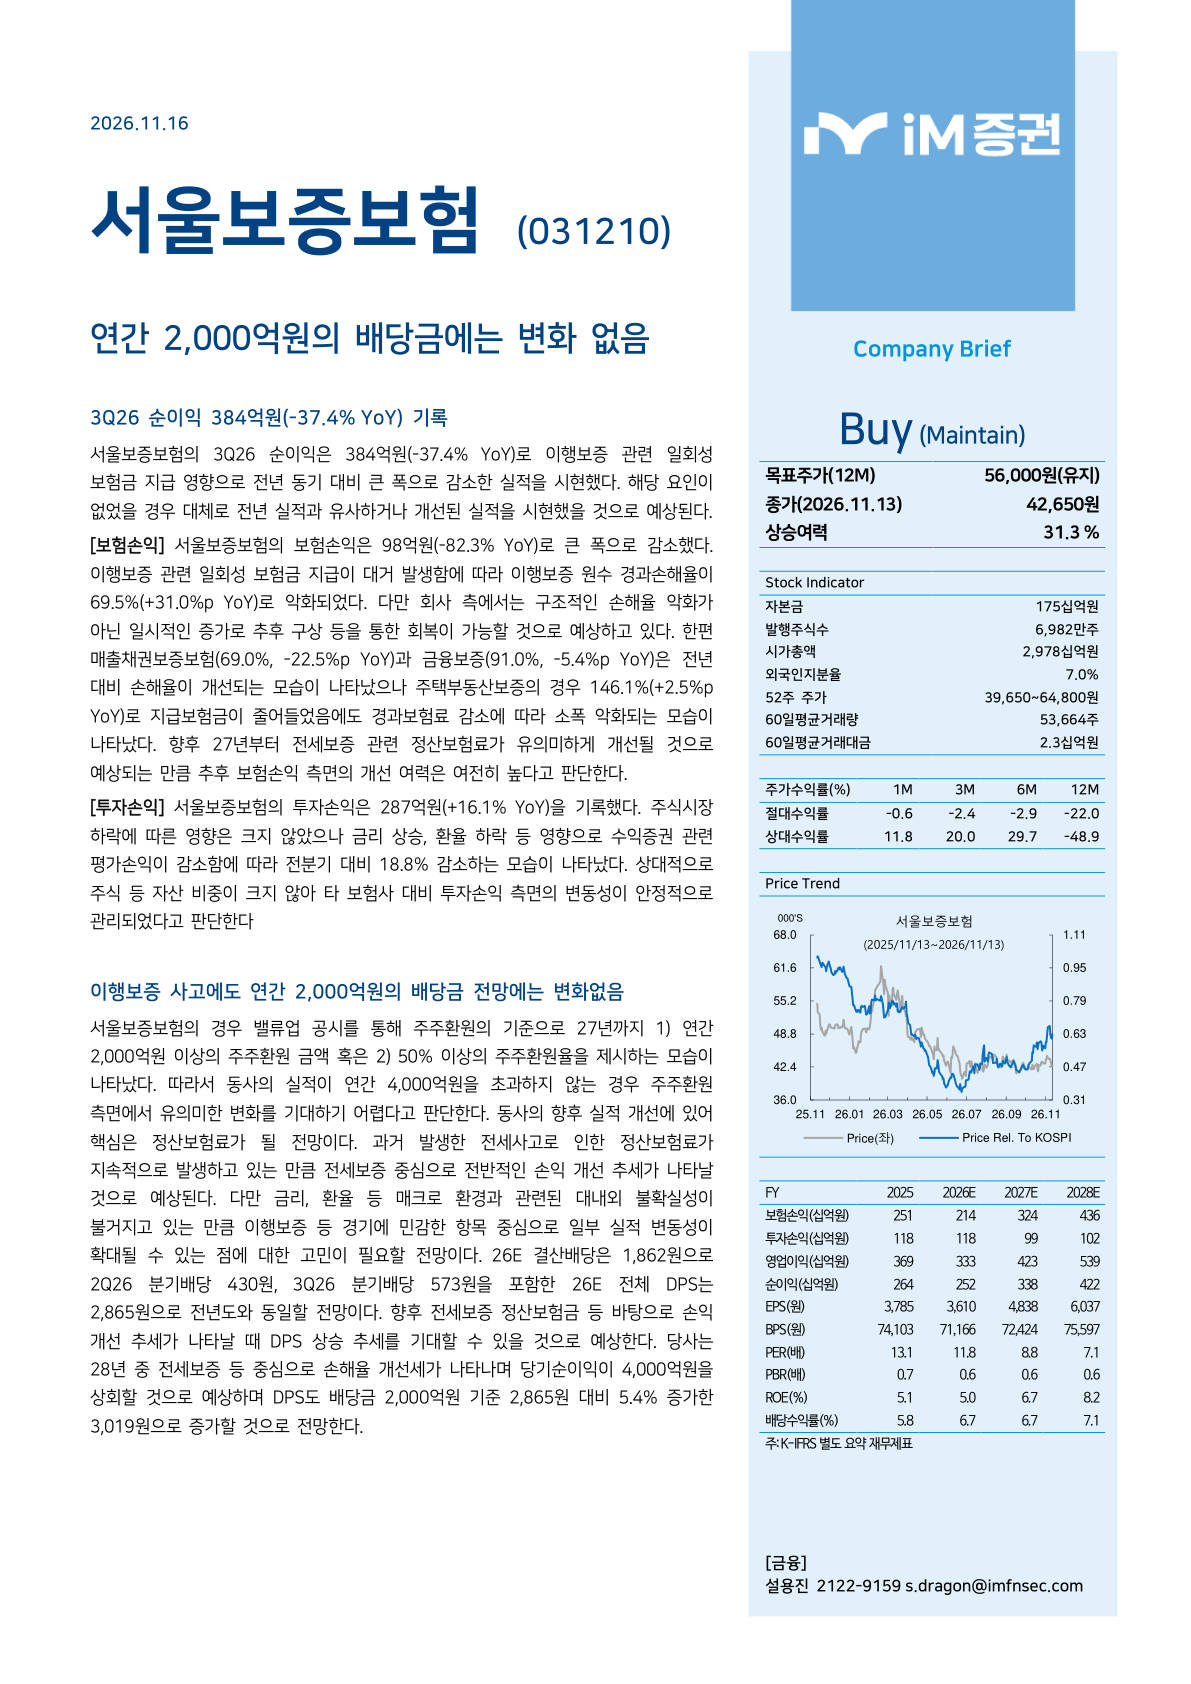 2026.11.16
서울보증보험 (031210)
연간 2,000억원의 배당금에는 변화 없음
3Q26 순이익 384억원(-37.4% YoY) 기록
서울보증보험의 3Q26 순이익은 384억원(-37.4% YoY)로 이행보증 관련 일회성
보험금 지급 영향으로 전년 동기 대비 큰 폭으로 감소한 실적을 시현했다. 해당 요인이
없었을 경우 대체로 전년 실적과 유사하거나 개선된 실적을 시현했을 것으로 예상된다.
[보험손익] 서울보증보험의 보험손익은 98억원(-82.3% YoY)로 큰 폭으로 감소했다.
이행보증 관련 일회성 보험금 지급이 대거 발생함에 따라 이행보증 원수 경과손해율이
69.5%(+31.0%p YoY)로 악화되었다. 다만 회사 측에서는 구조적인 손해율 악화가
아닌 일시적인 증가로 추후 구상 등을 통한 회복이 가능할 것으로 예상하고 있다. 한편
매출채권보증보험(69.0%, -22.5%p YoY)과 금융보증(91.0%, -5.4%p YoY)은 전년
대비 손해율이 개선되는 모습이 나타났으나 주택부동산보증의 경우 146.1%(+2.5%p
YoY)로 지급보험금이 줄어들었음에도 경과보험료 감소에 따라 소폭 악화되는 모습이
나타났다. 향후 27년부터 전세보증 관련 정산보험료가 유의미하게 개선될 것으로
예상되는 만큼 추후 보험손익 측면의 개선 여력은 여전히 높다고 판단한다.
[투자손익] 서울보증보험의 투자손익은 287억원(+16.1% YoY)을 기록했다. 주식시장
하락에 따른 영향은 크지 않았으나 금리 상승, 환율 하락 등 영향으로 수익증권 관련
평가손익이 감소함에 따라 전분기 대비 18.8% 감소하는 모습이 나타났다. 상대적으로
주식 등 자산 비중이 크지 않아 타 보험사 대비 투자손익 측면의 변동성이 안정적으로
관리되었다고 판단한다
이행보증 사고에도 연간 2,000억원의 배당금 전망에는 변화없음
서울보증보험의 경우 밸류업 공시를 통해 주주환원의 기준으로 27년까지 1) 연간
2,000억원 이상의 주주환원 금액 혹은 2) 50% 이상의 주주환원율을 제시하는 모습이
나타났다. 따라서 동사의 실적이 연간 4,000억원을 초과하지 않는 경우 주주환원
측면에서 유의미한 변화를 기대하기 어렵다고 판단한다. 동사의 향후 실적 개선에 있어
핵심은 정산보험료가 될 전망이다. 과거 발생한 전세사고로 인한 정산보험료가
지속적으로 발생하고 있는 만큼 전세보증 중심으로 전반적인 손익 개선 추세가 나타날
것으로 예상된다. 다만 금리, 환율 등 매크로 환경과 관련된 대내외 불확실성이
불거지고 있는 만큼 이행보증 등 경기에 민감한 항목 중심으로 일부 실적 변동성이
확대될 수 있는 점에 대한 고민이 필요할 전망이다. 26E 결산배당은 1,862원으로
2Q26 분기배당 430원, 3Q26 분기배당 573원을 포함한 26E 전체 DPS는
2,865원으로 전년도와 동일할 전망이다. 향후 전세보증 정산보험금 등 바탕으로 손익
개선 추세가 나타날 때 DPS 상승 추세를 기대할 수 있을 것으로 예상한다. 당사는
28년 중 전세보증 등 중심으로 손해율 개선세가 나타나며 당기순이익이 4,000억원을
상회할 것으로 예상하며 DPS도 배당금 2,000억원 기준 2,865원 대비 5.4% 증가한
3,019원으로 증가할 것으로 전망한다.
iM증권
Company Brief
Buy (Maintain)
목표주가(12M) 56,000원(유지)
종가(2026.11.13) 42,650원
상승여력 31.3 %
Stock Indicator
자본금 175십억원
발행주식수 6,982만주
시가총액 2,978십억원
외국인지분율 7.0%
52주 주가 39,650~64,800원
60일평균거래량 53,664주
60일평균거래대금 2.3십억원
주가수익률(%) 1M 3M 6M 12M
절대수익률 -0.6 -2.4 -2.9 -22.0
상대수익률 11.8 20.0 29.7 -48.9
Price Trend
000'S 서울보증보험
(2025/11/13~2026/11/13)
68.0 1.11
61.6 0.95
55.2 0.79
48.8 0.63
42.4 0.47
36.0 0.31
25.11 26.01 26.03 26.05 26.07 26.09 26.11
Price(좌) Price Rel. To KOSPI
FY 2025 2026E 2027E 2028E
보험손익(십억원) 251 214 324 436
투자손익(십억원) 118 118 99 102
영업이익(십억원) 369 333 423 539
순이익(십억원) 264 252 338 422
EPS(원) 3,785 3,610 4,838 6,037
BPS(원) 74,103 71,166 72,424 75,597
PER(배) 13.1 11.8 8.8 7.1
PBR(배) 0.7 0.6 0.6 0.6
ROE(%) 5.1 5.0 6.7 8.2
배당수익률(%) 5.8 6.7 6.7 7.1
주: K-IFRS 별도 요약 재무제표
[금융]
설용진 2122-9159 s.dragon@imfnsec.com